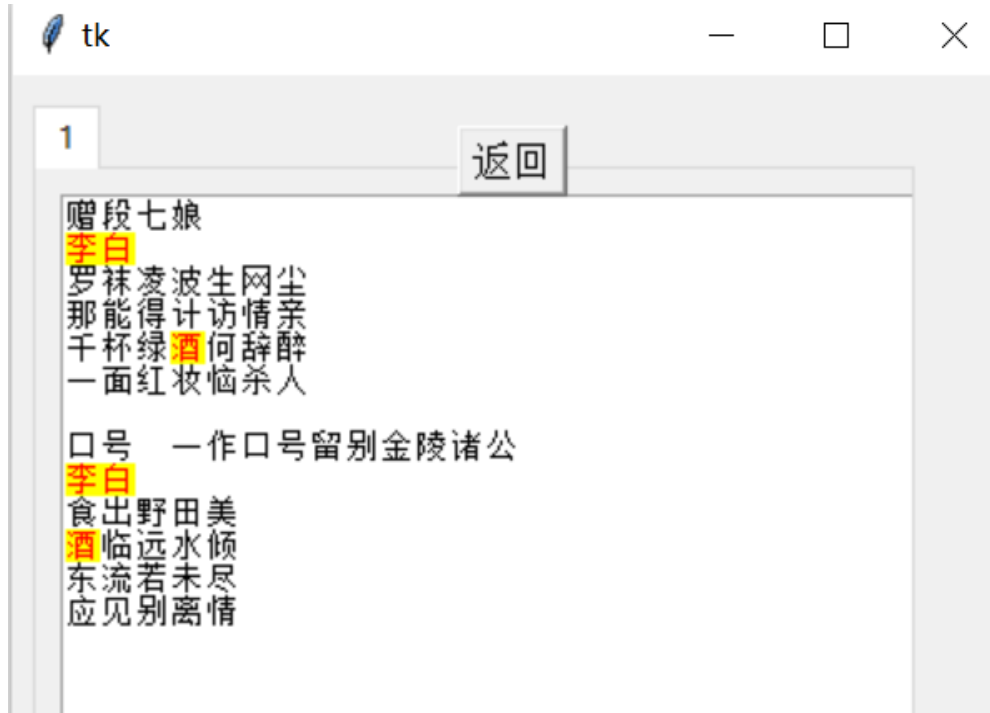 tk
1
返回
赠段七娘
李白
罗袜凌波生网尘
那能得计访情亲
千杯绿酒何辞醉
一面红妆恼杀人
口号　一作口号留别金陵诸公
李白
食出野田美
酒临远水倾
东流若未尽
应见别离情